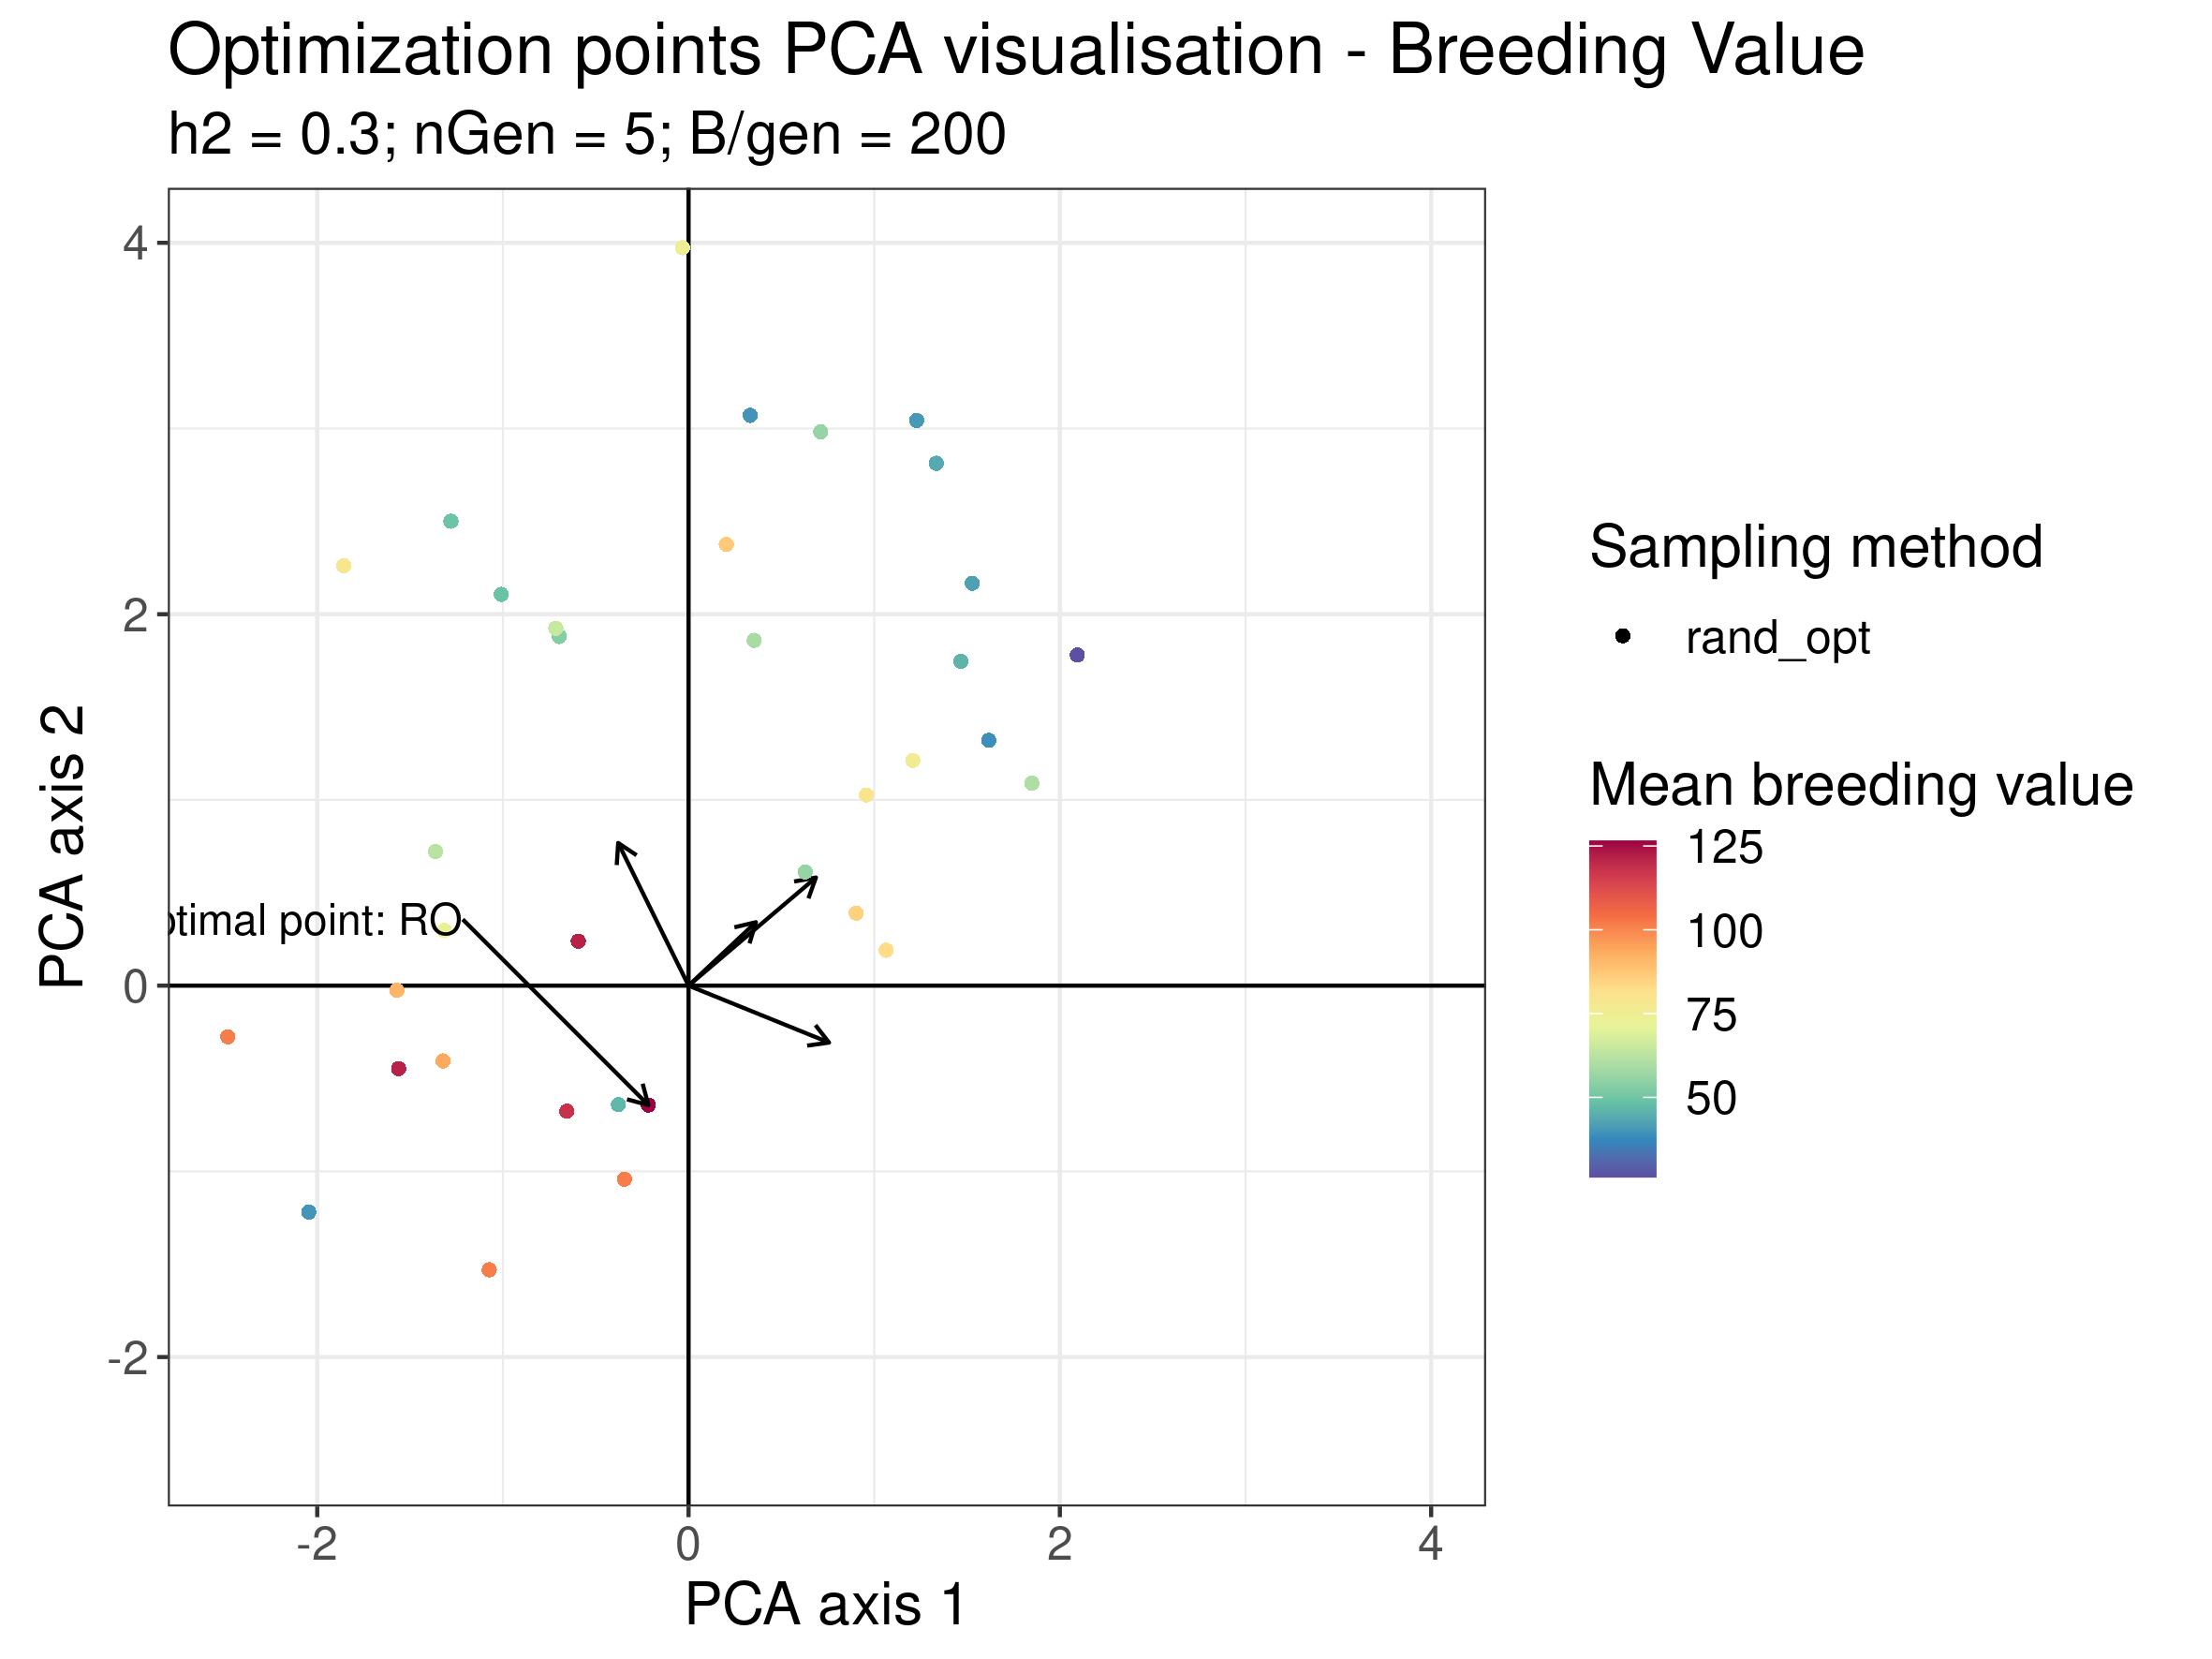 Optimization points PCA visualisation - Breeding Value
h2 = 0.3; nGen = 5; B/gen = 200
PCA axis 2
4
2
0
-2
ptimal point: RO
-2
0
2
4
PCA axis 1
Sampling method
rand_opt
Mean breeding value
125
100
75
50